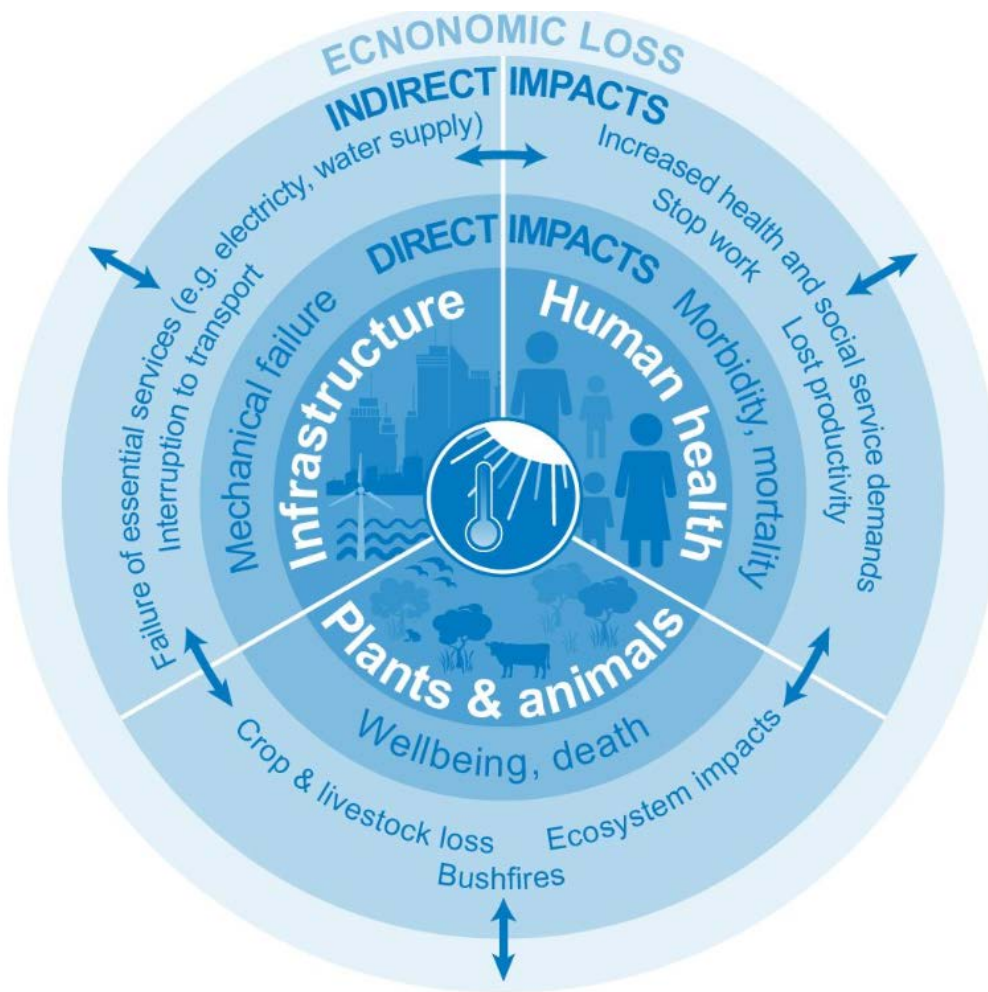 ECNONOMIC LOSS
INDIRECT IMPACTS
Failure of essential services (e.g. electricty, water supply)
Interruption to transport
Increased health and social service demands
Stop work
Lost productivity
DIRECT IMPACTS
Mechanical failure
Morbidity, mortality
Infrastructure
Human health
Plants & animals
Wellbeing, death
Crop & livestock loss
Ecosystem impacts
Bushfires